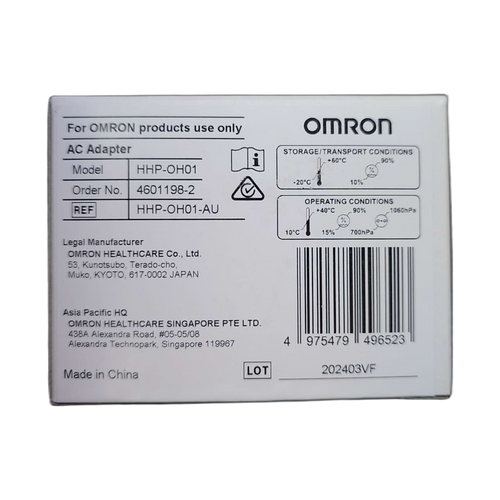 For OMRON products use only
AC Adapter
Model HHP-OH01
Order No. 4601198-2
REF HHP-OH01-AU
OMRON
STORAGE/TRANSPORT CONDITIONS
+60°C 90%
-20°C 10%
OPERATING CONDITIONS
+40°C 90% 1060hPa
10°C 15% 700hPa
Legal Manufacturer
OMRON HEALTHCARE Co., Ltd.
53, Kunotsubo, Terado-cho,
Muko, KYOTO, 617-0002 JAPAN
Asia Pacific HQ
OMRON HEALTHCARE SINGAPORE PTE LTD.
438A Alexandra Road, #05-05/08
Alexandra Technopark, Singapore 119967
Made in China
4 975479 496523
LOT 202403VF